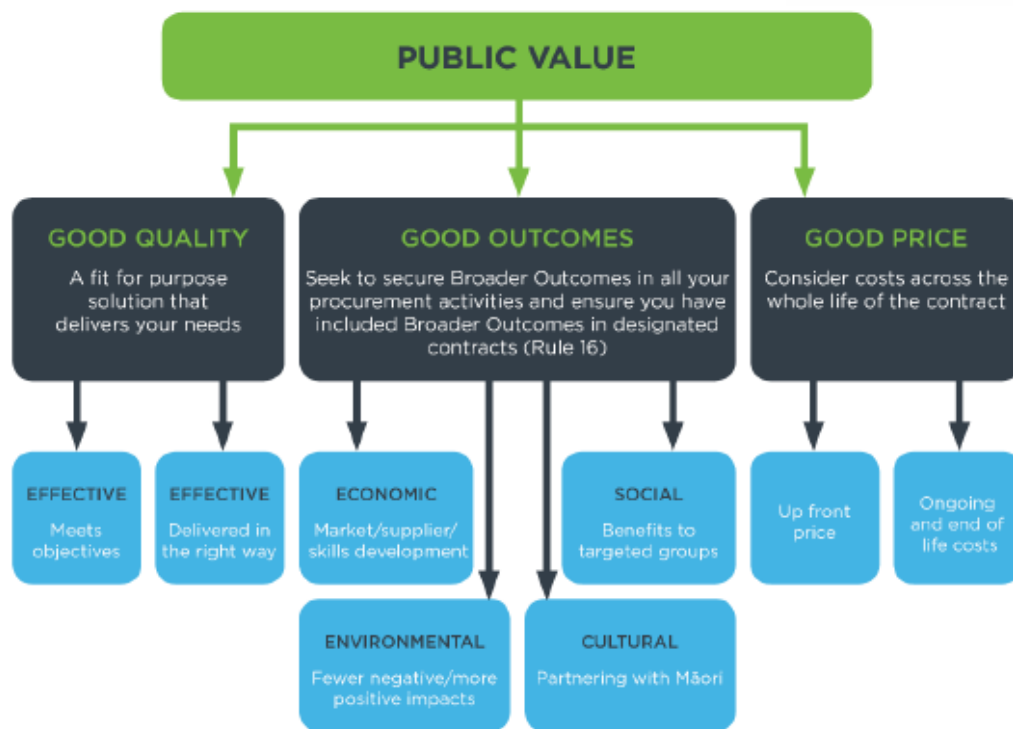 PUBLIC VALUE
GOOD QUALITY
A fit for purpose
solution that
delivers your needs
GOOD OUTCOMES
Seek to secure Broader Outcomes in all your
procurement activities and ensure you have
included Broader Outcomes in designated
contracts (Rule 16)
GOOD PRICE
Consider costs across the
whole life of the contract
EFFECTIVE
Meets
objectives
EFFECTIVE
Delivered in
the right way
ECONOMIC
Market/supplier/
skills development
SOCIAL
Benefits to
targeted groups
Up front
price
Ongoing
and end of
life costs
ENVIRONMENTAL
Fewer negative/more
positive impacts
CULTURAL
Partnering with Māori